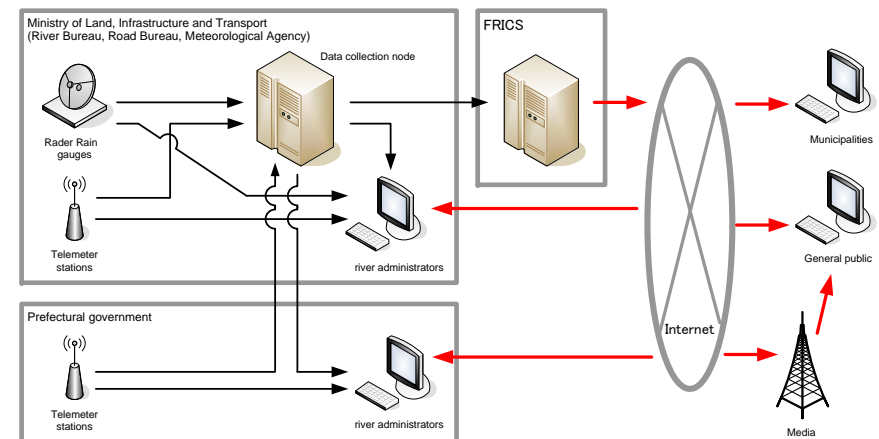 Ministry of Land, Infrastructure and Transport
(River Bureau, Road Bureau, Meteorological Agency)
Data collection node
Rader Rain
gauges
Telemeter
stations
river administrators
FRICS
Internet
Municipalities
General public
Media
Prefectural government
Telemeter
stations
river administrators